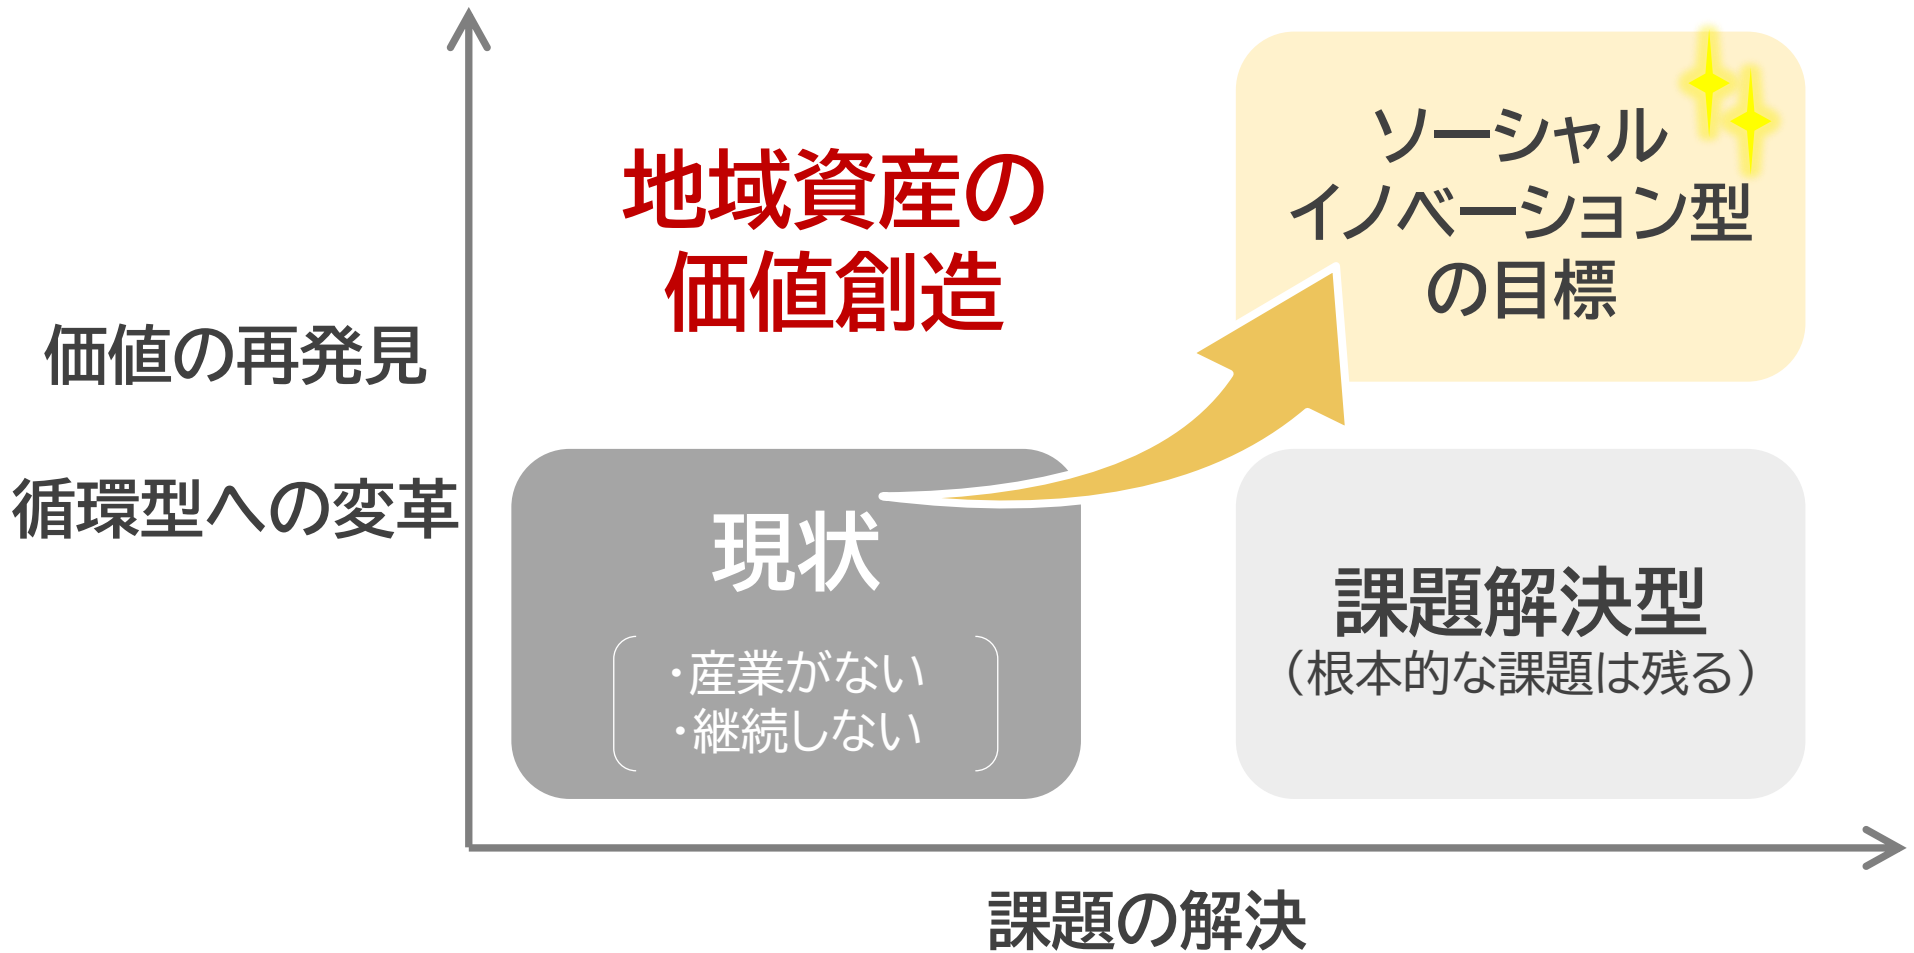 地域資産の
価値創造
ソーシャル
イノベーション型
の目標
価値の再発見
循環型への変革
現状
・産業がない
・継続しない
課題解決型
（根本的な課題は残る）
課題の解決